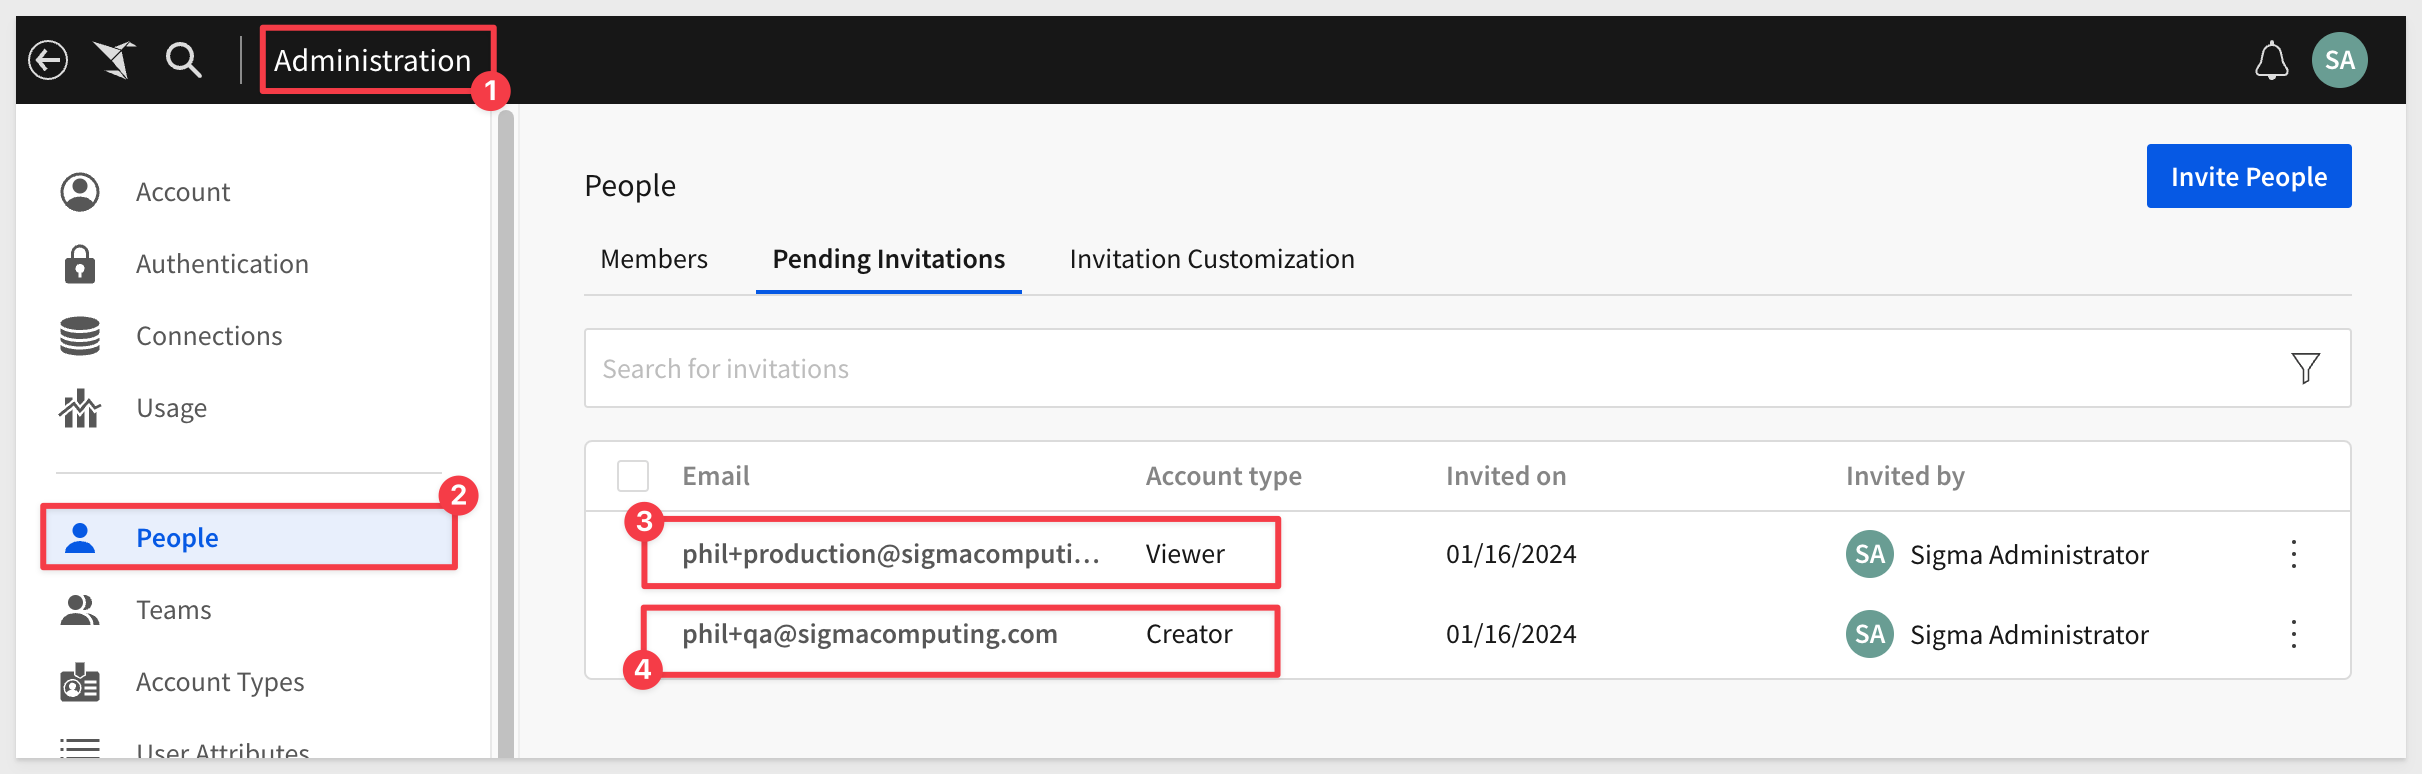 Administration
1
SA
Account
Authentication
Connections
Usage
2
People
Teams
Account Types
User Attributes
People
Invite People
Members Pending Invitations Invitation Customization
Search for invitations
Email Account type Invited on Invited by
3
phil+production@sigmacomputi... Viewer 01/16/2024 SA Sigma Administrator
phil+qa@sigmacomputing.com Creator 01/16/2024 SA Sigma Administrator
4